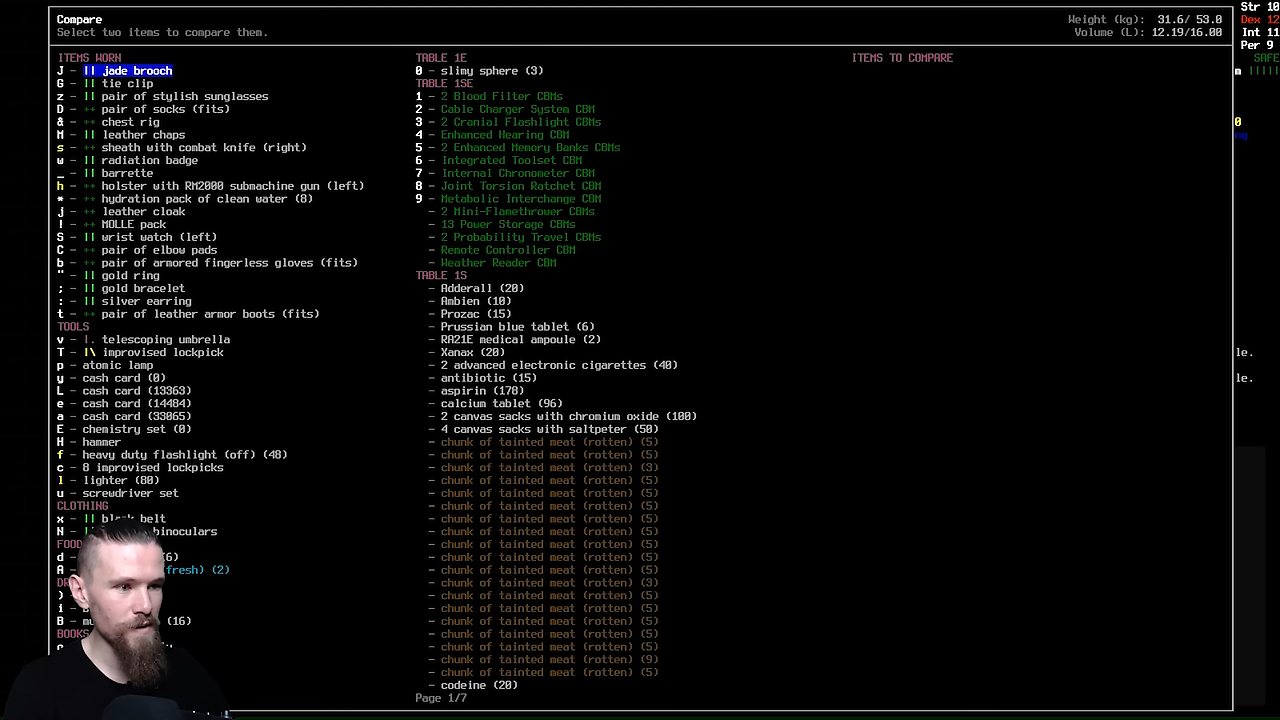 Compare
Select two items to compare them.
Weight (kg): 31.6/ 53.0
Volume (L): 12.19/16.00
Str 10
Dex 12
Int 11
Per 9
SAFE
ITEMS WORN
J - || jade brooch
G - || tie clip
z - || pair of stylish sunglasses
D - ++ pair of socks (fits)
& - ++ chest rig
M - || leather chaps
s - ++ sheath with combat knife (right)
w - || radiation badge
_ - || barrette
h - ++ holster with RM2000 submachine gun (left)
* - ++ hydration pack of clean water (8)
j - ++ leather cloak
! - ++ MOLLE pack
S - || wrist watch (left)
C - ++ pair of elbow pads
b - ++ pair of armored fingerless gloves (fits)
" - || gold ring
; - || gold bracelet
: - || silver earring
t - ++ pair of leather armor boots (fits)
TOOLS
v - |. telescoping umbrella
T - |\ improvised lockpick
p - atomic lamp
y - cash card (0)
L - cash card (13363)
e - cash card (14484)
a - cash card (33065)
E - chemistry set (0)
H - hammer
f - heavy duty flashlight (off) (48)
c - 8 improvised lockpicks
l - lighter (80)
u - screwdriver set
CLOTHING
x - || black belt
N - || binoculars
FOOD
d - (6)
A - fresh) (2)
DR
) -
i -
B - (16)
BOOKS
TABLE 1E
0 - slimy sphere (3)
TABLE 1SE
1 - 2 Blood Filter CBMs
2 - Cable Charger System CBM
3 - 2 Cranial Flashlight CBMs
4 - Enhanced Hearing CBM
5 - 2 Enhanced Memory Banks CBMs
6 - Integrated Toolset CBM
7 - Internal Chronometer CBM
8 - Joint Torsion Ratchet CBM
9 - Metabolic Interchange CBM
- 2 Mini-Flamethrower CBMs
- 13 Power Storage CBMs
- 2 Probability Travel CBMs
- Remote Controller CBM
- Weather Reader CBM
TABLE 1S
- Adderall (20)
- Ambien (10)
- Prozac (15)
- Prussian blue tablet (6)
- RA21E medical ampoule (2)
- Xanax (20)
- 2 advanced electronic cigarettes (40)
- antibiotic (15)
- aspirin (178)
- calcium tablet (96)
- 2 canvas sacks with chromium oxide (100)
- 4 canvas sacks with saltpeter (50)
- chunk of tainted meat (rotten) (5)
- chunk of tainted meat (rotten) (5)
- chunk of tainted meat (rotten) (3)
- chunk of tainted meat (rotten) (5)
- chunk of tainted meat (rotten) (5)
- chunk of tainted meat (rotten) (5)
- chunk of tainted meat (rotten) (5)
- chunk of tainted meat (rotten) (5)
- chunk of tainted meat (rotten) (5)
- chunk of tainted meat (rotten) (5)
- chunk of tainted meat (rotten) (5)
- chunk of tainted meat (rotten) (3)
- chunk of tainted meat (rotten) (5)
- chunk of tainted meat (rotten) (5)
- chunk of tainted meat (rotten) (5)
- chunk of tainted meat (rotten) (5)
- chunk of tainted meat (rotten) (5)
- chunk of tainted meat (rotten) (9)
- chunk of tainted meat (rotten) (5)
- codeine (20)
Page 1/7
ITEMS TO COMPARE
m |||||
0
ng
le.
le.